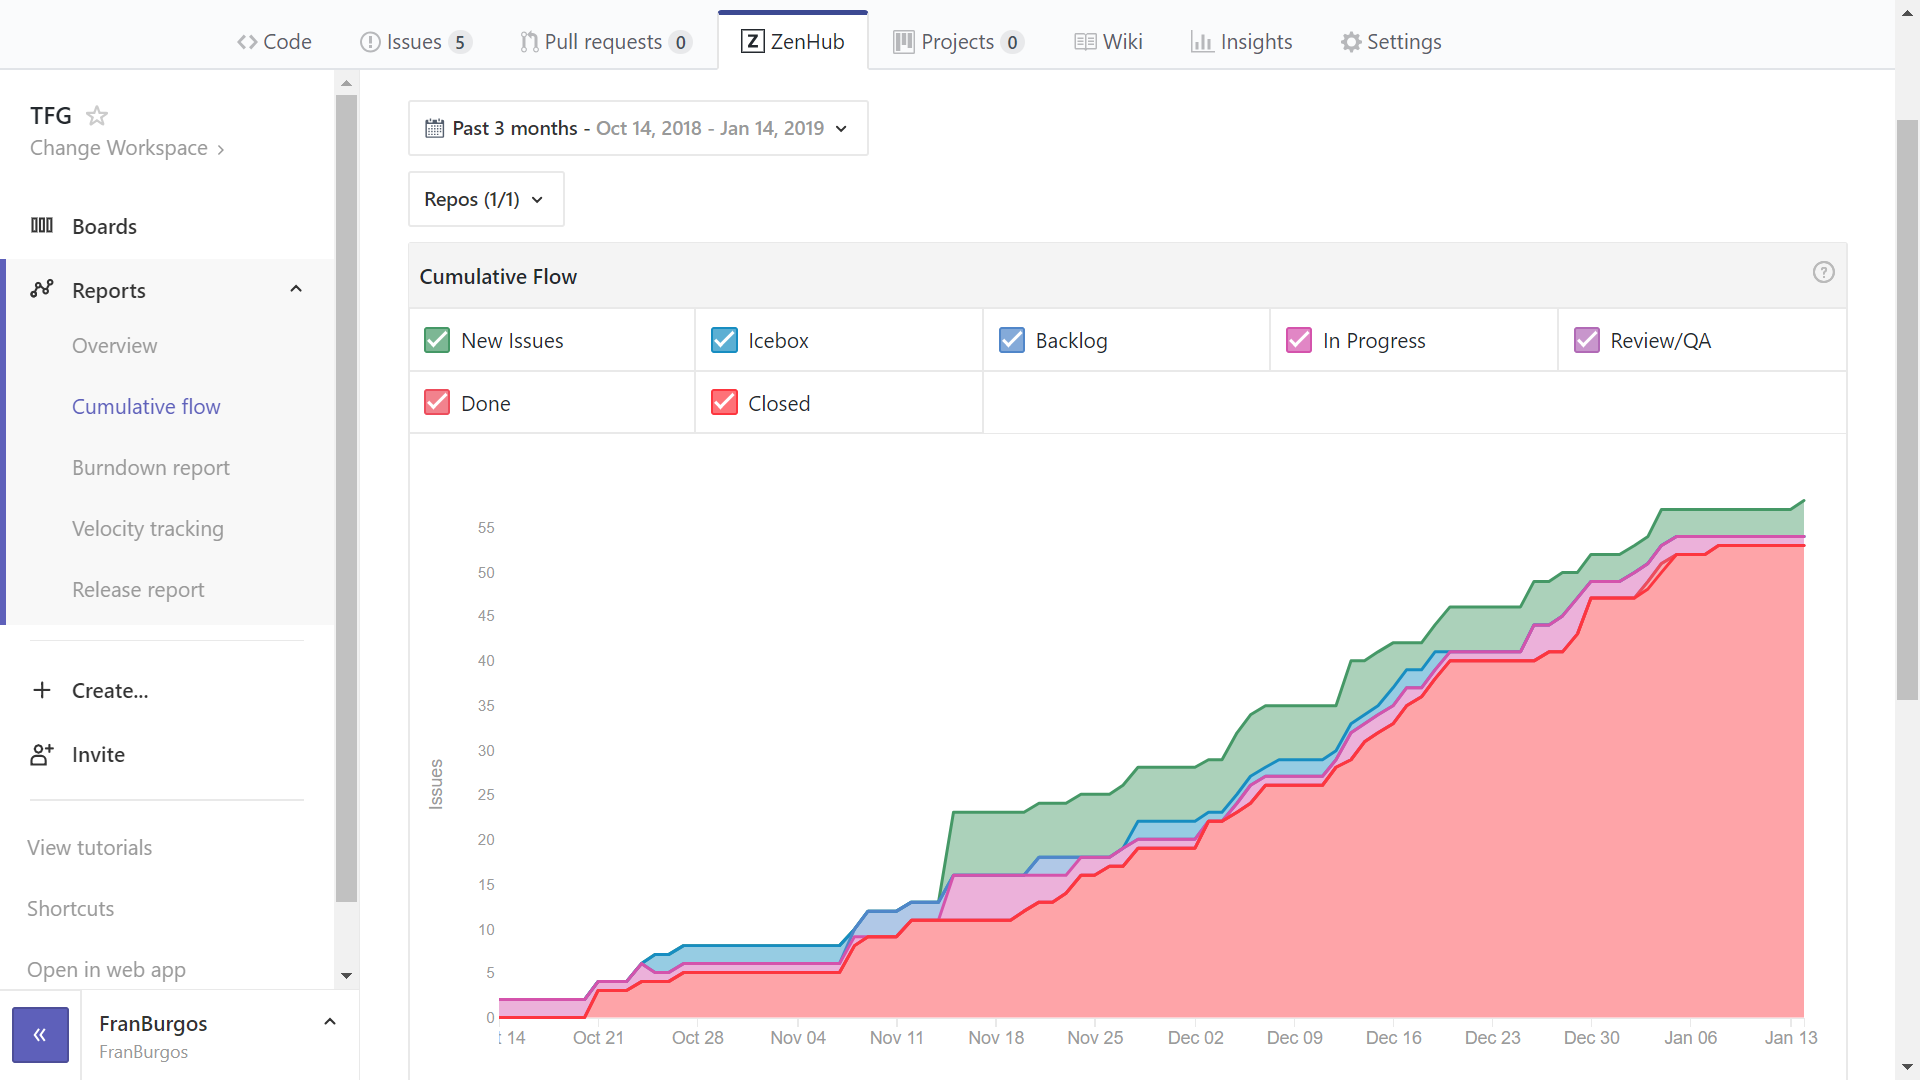 Code
Issues 5
Pull requests 0
ZenHub
Projects 0
Wiki
Insights
Settings
TFG
Change Workspace
Boards
Reports
Overview
Cumulative flow
Burndown report
Velocity tracking
Release report
Create...
Invite
View tutorials
Shortcuts
Open in web app
FranBurgos
FranBurgos
Past 3 months - Oct 14, 2018 - Jan 14, 2019
Repos (1/1)
Cumulative Flow
New Issues
Icebox
Backlog
In Progress
Review/QA
Done
Closed
Issues
55
50
45
40
35
30
25
20
15
10
5
0
t 14 Oct 21 Oct 28 Nov 04 Nov 11 Nov 18 Nov 25 Dec 02 Dec 09 Dec 16 Dec 23 Dec 30 Jan 06 Jan 13